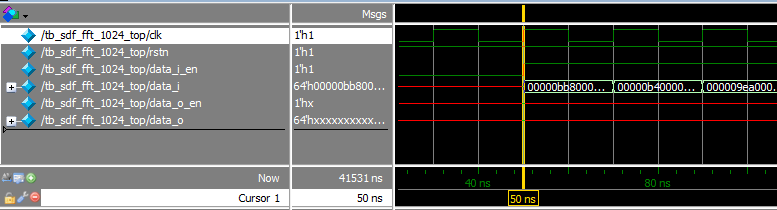 Msgs
/tb_sdf_fft_1024_top/clk 1'h1
/tb_sdf_fft_1024_top/rstn 1'h1
/tb_sdf_fft_1024_top/data_i_en 1'h1
/tb_sdf_fft_1024_top/data_i 64'h00000bb800... 00000bb8000... 00000b40000... 000009ea000...
/tb_sdf_fft_1024_top/data_o_en 1'hx
/tb_sdf_fft_1024_top/data_o 64'hxxxxxxxxxx...
Now 41531 ns 40 ns 80 ns
Cursor 1 50 ns 50 ns